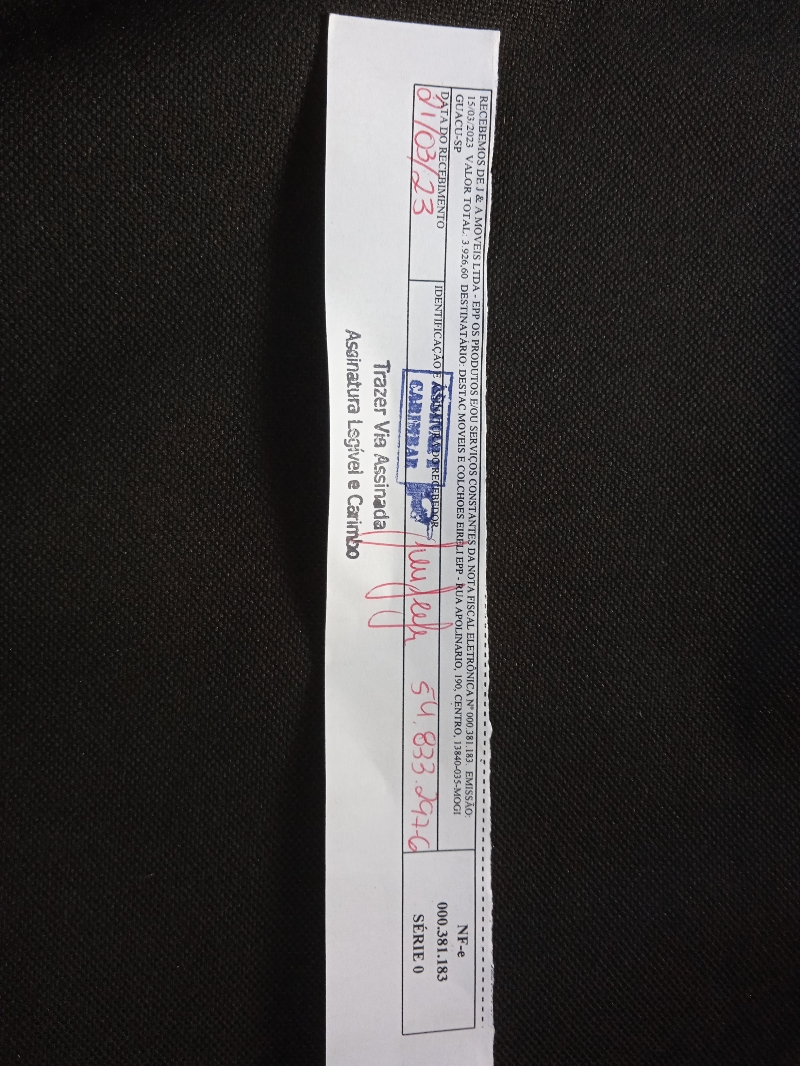 RECEBEMOS DE J & A MOVEIS LTDA - EPP OS PRODUTOS E/OU SERVIÇOS CONSTANTES DA NOTA FISCAL ELETRÔNICA Nº 000.381.183. EMISSÃO:
15/03/2023 VALOR TOTAL: 3.926,60 DESTINATÁRIO: DESTAC MOVEIS E COLCHOES EIRELI EPP - RUA APOLINARIO, 190, CENTRO, 13840-035-MOGI
GUACU-SP
DATA DO RECEBIMENTO
21/03/23
IDENTIFICAÇÃO E DO RECEBEDOR
CARIMBAR
54.833.297-6
NF-e
000.381.183
SÉRIE 0
Trazer Via Assinada
Assinatura Legível e Carimbo